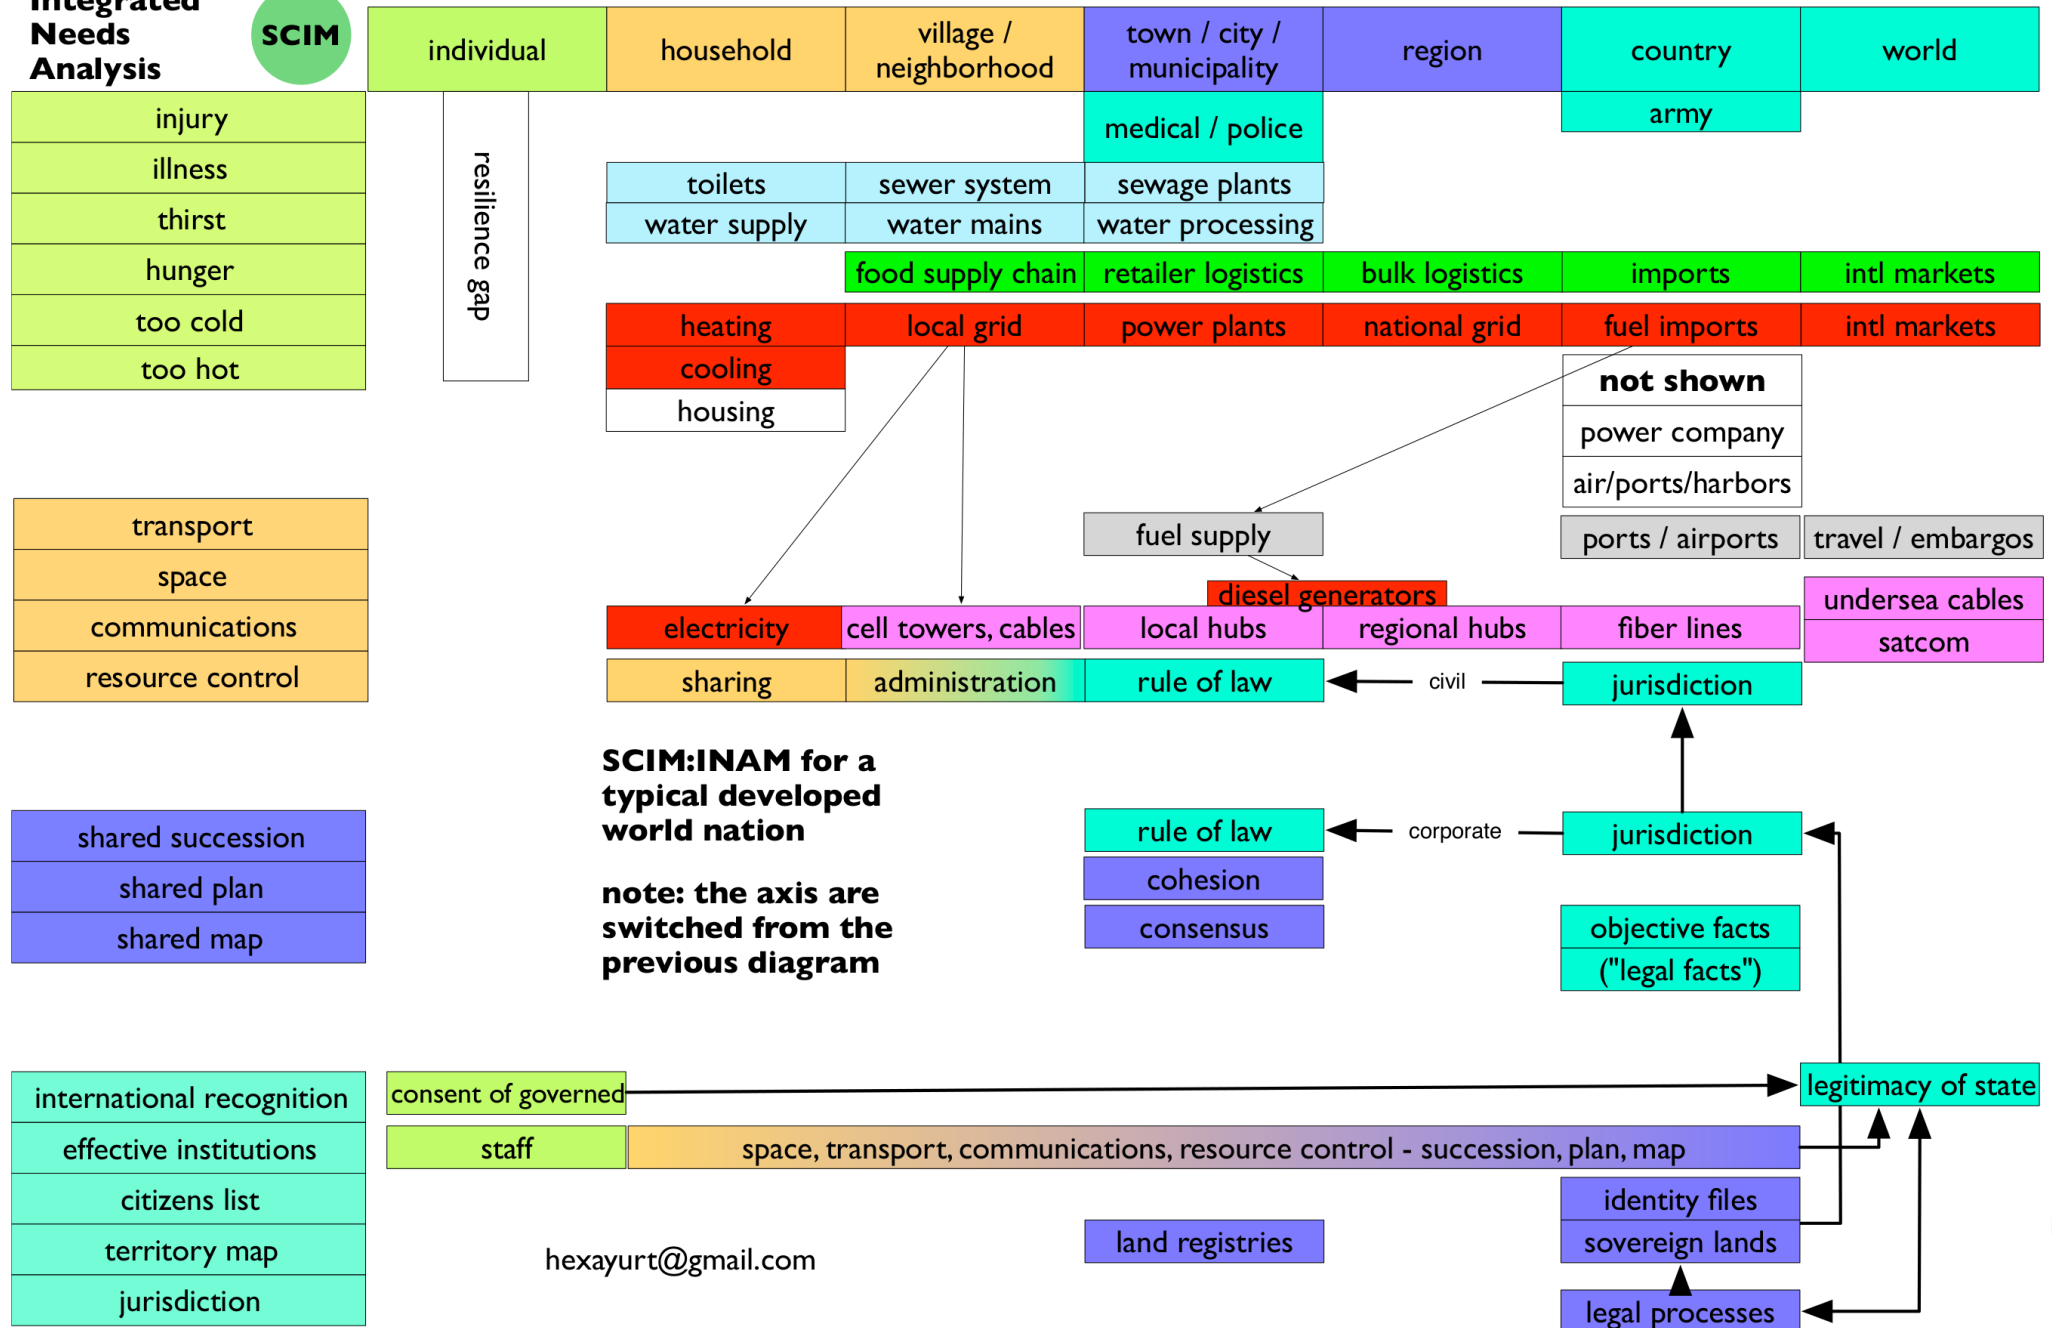 Integrated
Needs
Analysis
SCIM
individual
household
village /
neighborhood
town / city /
municipality
region
country
world
injury
illness
thirst
hunger
too cold
too hot
resilience gap
medical / police
army
toilets
sewer system
sewage plants
water supply
water mains
water processing
food supply chain
retailer logistics
bulk logistics
imports
intl markets
heating
local grid
power plants
national grid
fuel imports
intl markets
cooling
housing
not shown
power company
air/ports/harbors
transport
space
communications
resource control
fuel supply
ports / airports
travel / embargos
diesel generators
electricity
cell towers, cables
local hubs
regional hubs
fiber lines
undersea cables
satcom
sharing
administration
rule of law
civil
jurisdiction
SCIM:INAM for a
typical developed
world nation
note: the axis are
switched from the
previous diagram
shared succession
shared plan
shared map
rule of law
corporate
jurisdiction
cohesion
consensus
objective facts
("legal facts")
international recognition
effective institutions
citizens list
territory map
jurisdiction
consent of governed
legitimacy of state
staff
space, transport, communications, resource control - succession, plan, map
identity files
land registries
sovereign lands
legal processes
hexayurt@gmail.com